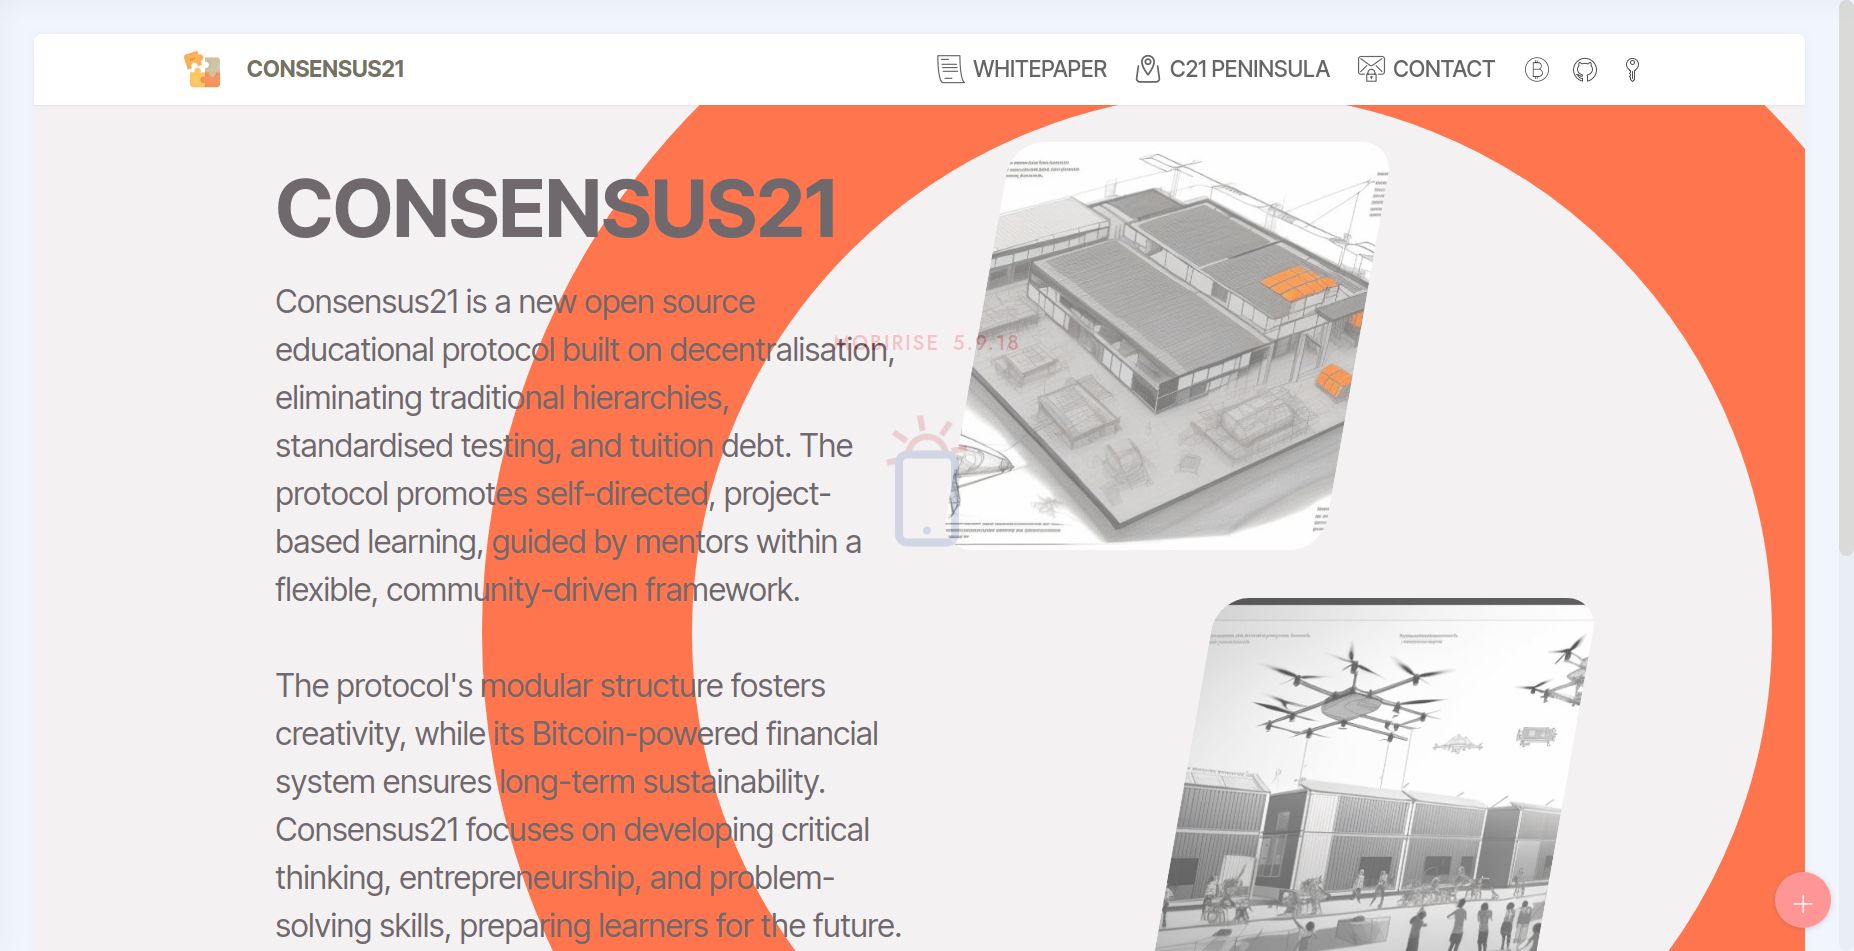 CONSENSUS21
WHITEPAPER
C21 PENINSULA
CONTACT
CONSENSUS21
Consensus21 is a new open source
educational protocol built on decentralisation,
eliminating traditional hierarchies,
standardised testing, and tuition debt. The
protocol promotes self-directed, project-
based learning, guided by mentors within a
flexible, community-driven framework.
The protocol's modular structure fosters
creativity, while its Bitcoin-powered financial
system ensures long-term sustainability.
Consensus21 focuses on developing critical
thinking, entrepreneurship, and problem-
solving skills, preparing learners for the future.
MOBIRISE 5.9.18